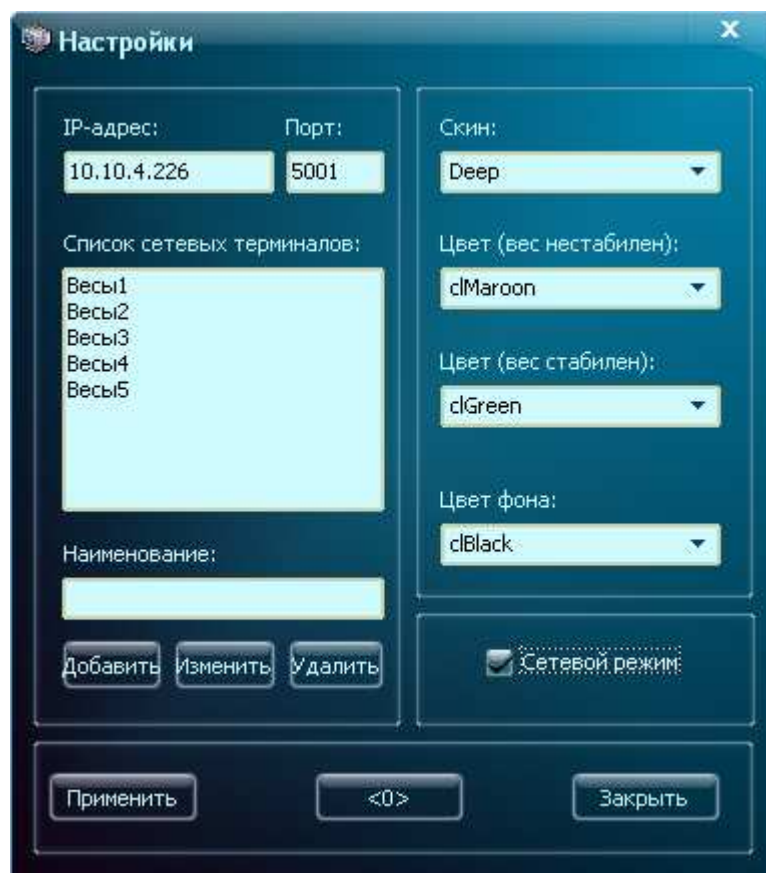 Настройки
IP-адрес:
Порт:
10.10.4.226
5001
Список сетевых терминалов:
Весы1
Весы2
Весы3
Весы4
Весы5
Наименование:
Добавить
Изменить
Удалить
Скин:
Deep
Цвет (вес нестабилен):
clMaroon
Цвет (вес стабилен):
clGreen
Цвет фона:
clBlack
Сетевой режим
Применить
<0>
Закрыть